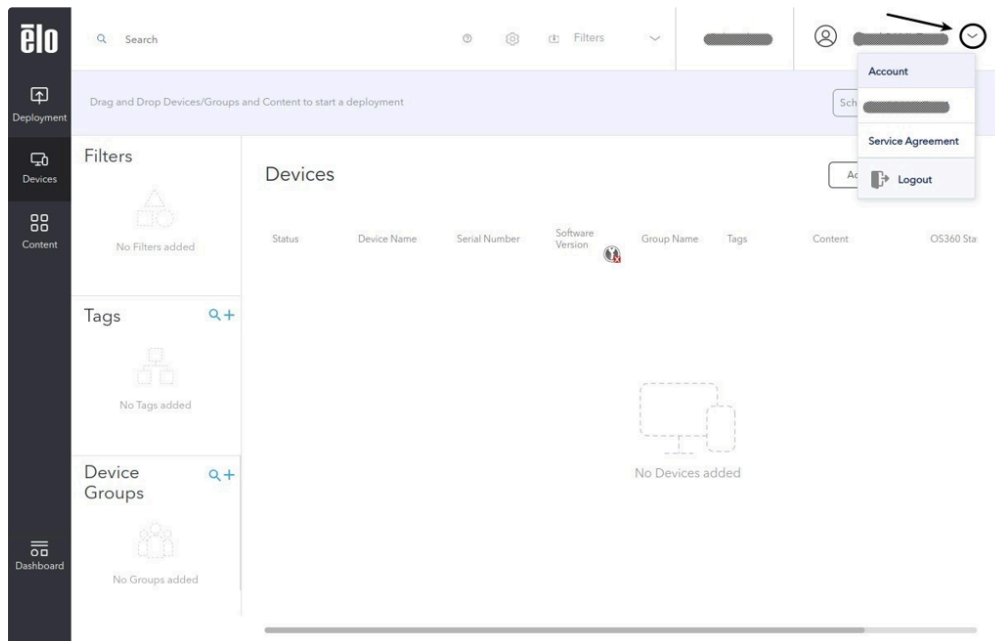 ēlo
Search
Filters
Account
Service Agreement
Logout
Deployment
Devices
Content
Dashboard
Drag and Drop Devices/Groups and Content to start a deployment
Sch
Filters
No Filters added
Tags
No Tags added
Device
Groups
No Groups added
Devices
Status
Device Name
Serial Number
Software
Version
Group Name
Tags
Content
OS360 Sta
No Devices added